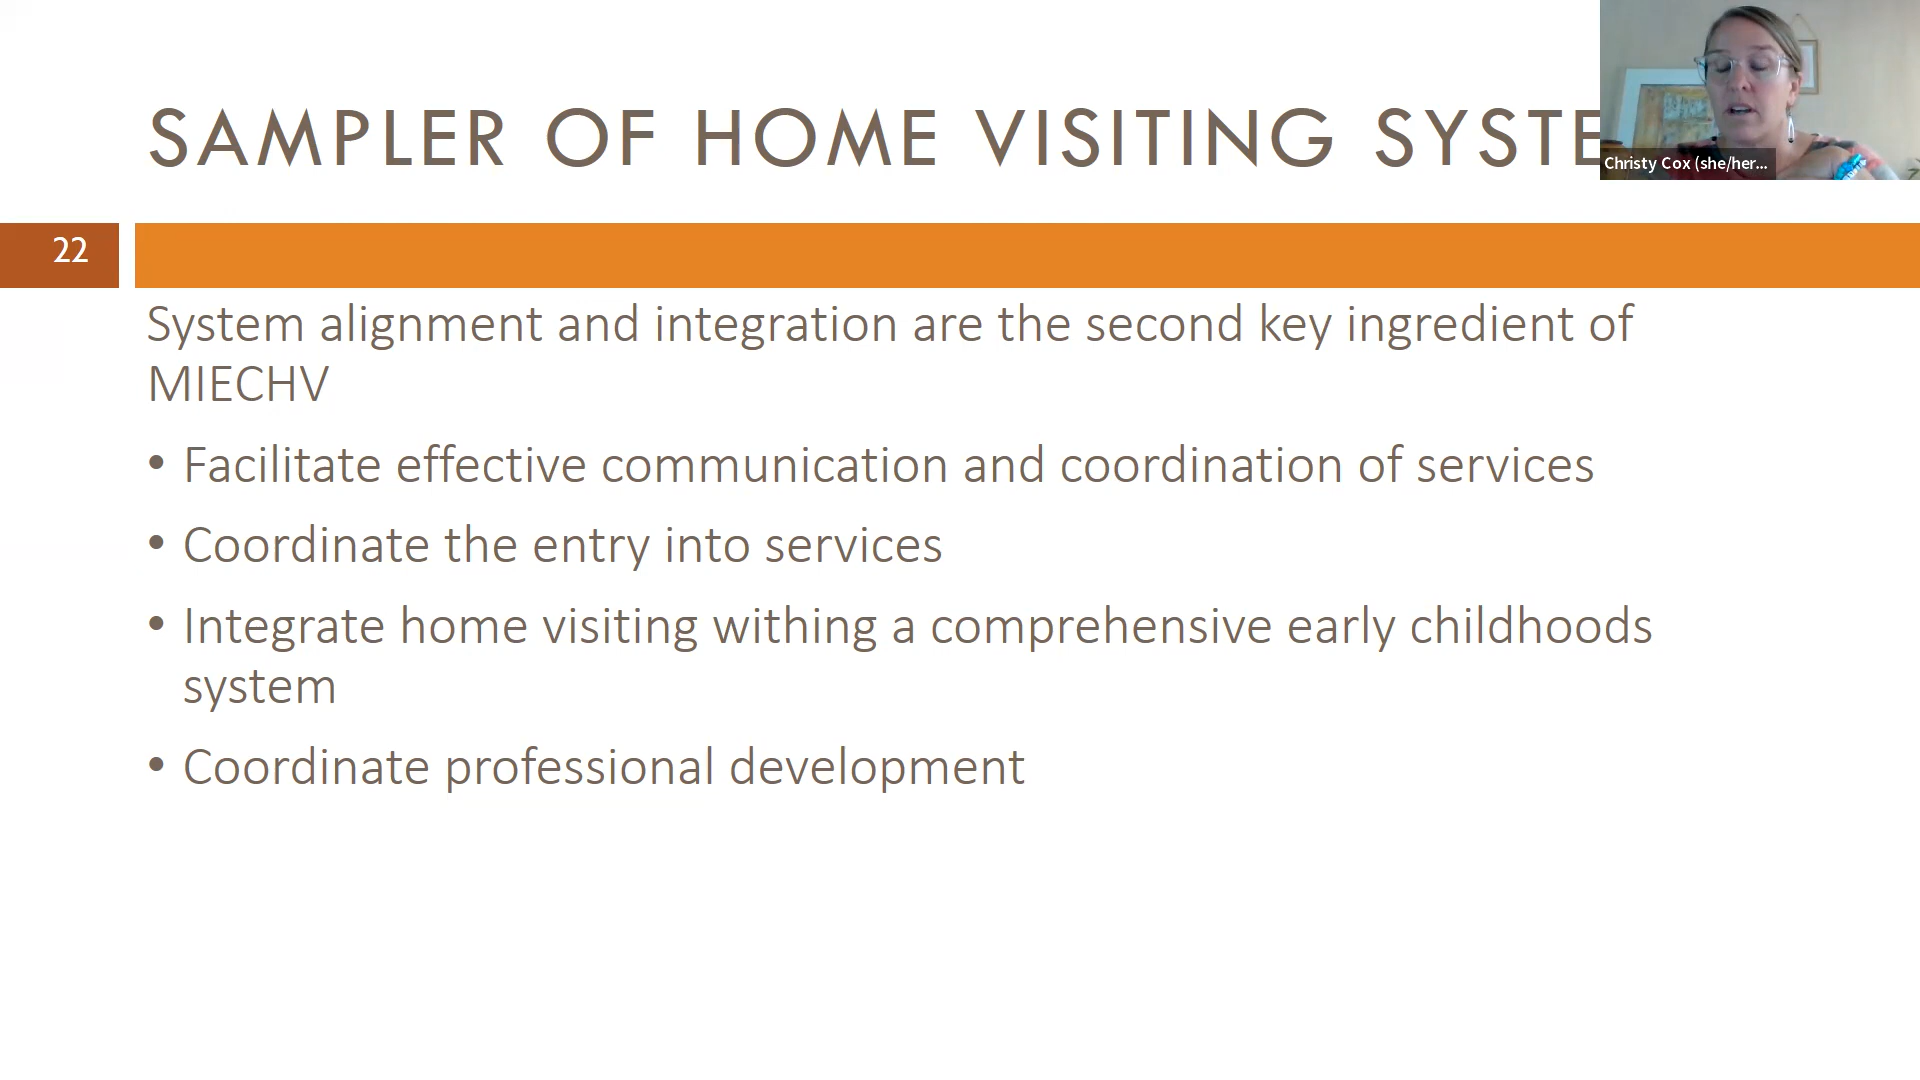 SAMPLER OF HOME VISITING SYSTE
Christy Cox (she/her...
22
System alignment and integration are the second key ingredient of
MIECHV
• Facilitate effective communication and coordination of services
• Coordinate the entry into services
• Integrate home visiting withing a comprehensive early childhoods
system
• Coordinate professional development